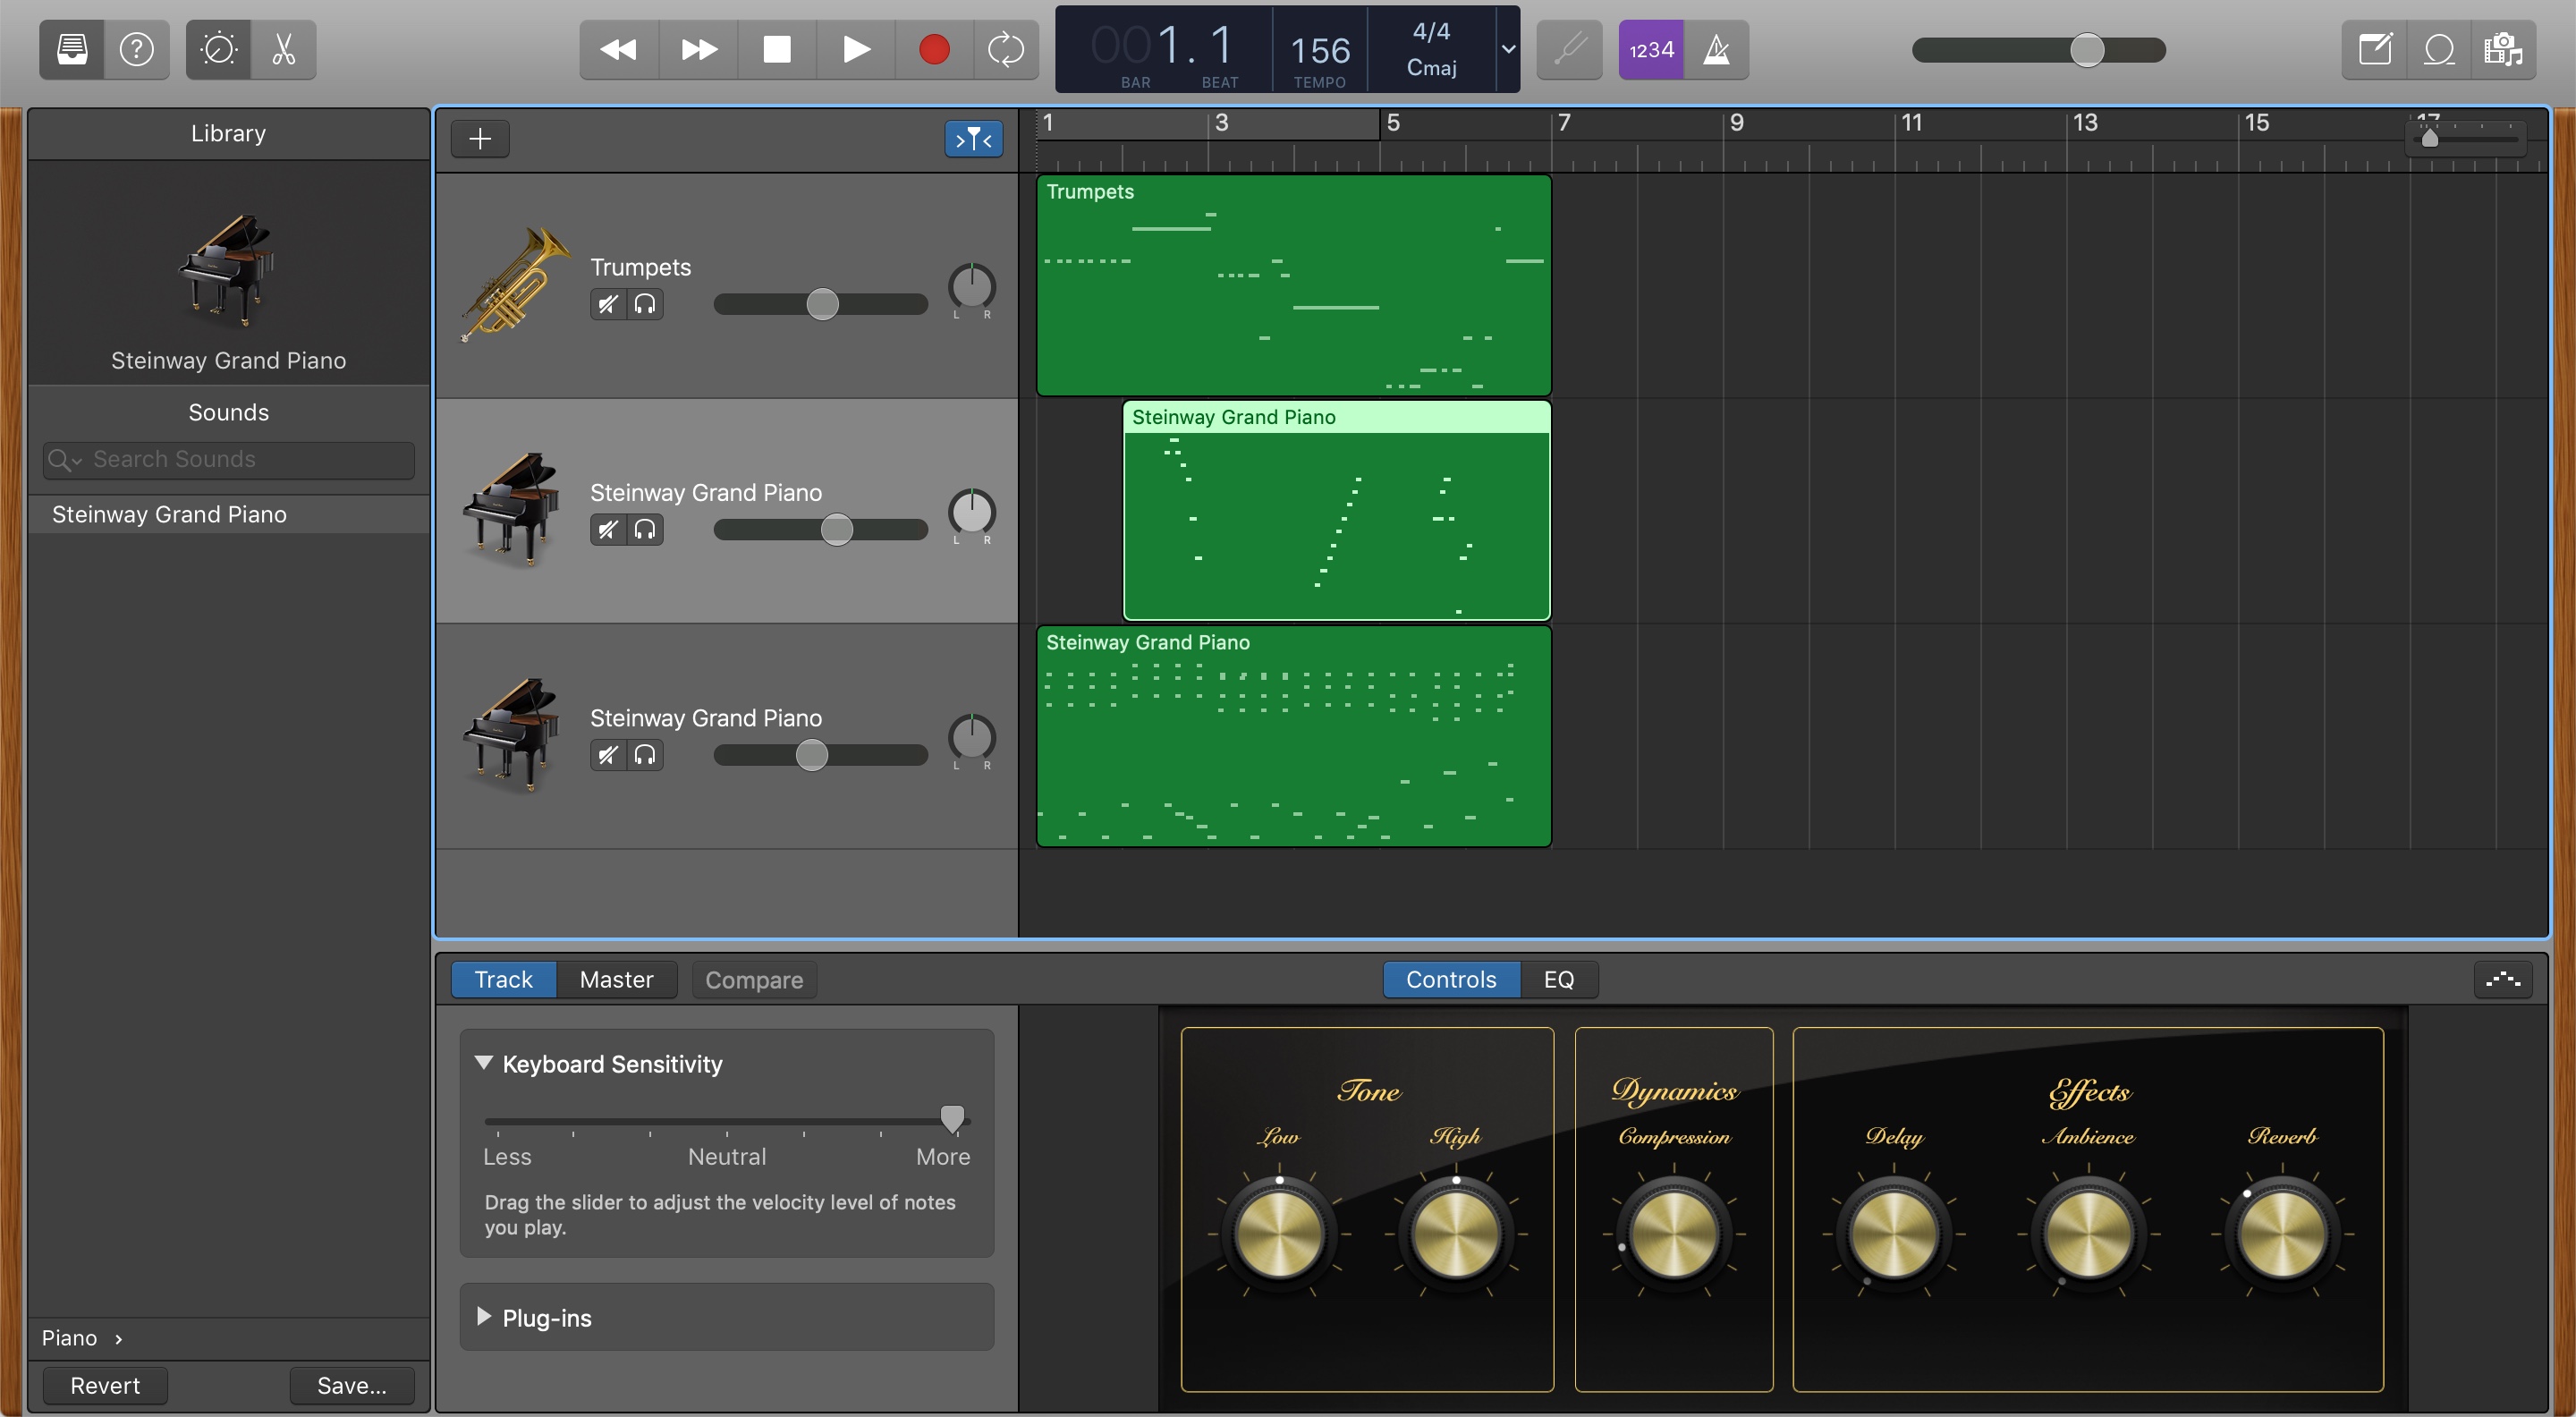 001. 1
156
4/4
Cmaj
BAR
BEAT
TEMPO
1234
Library
Steinway Grand Piano
Sounds
Search Sounds
Steinway Grand Piano
Piano
Revert
Save...
1 3 5 7 9 11 13 15 17
Trumpets
L R
Trumpets
Steinway Grand Piano
L R
Steinway Grand Piano
Steinway Grand Piano
L R
Steinway Grand Piano
Track
Master
Compare
Controls
EQ
Keyboard Sensitivity
Less
Neutral
More
Drag the slider to adjust the velocity level of notes
you play.
Plug-ins
Tone
Low
High
Dynamics
Compression
Effects
Delay
Ambience
Reverb